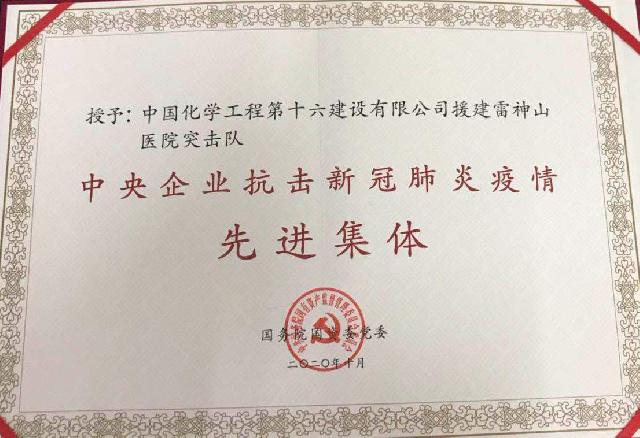 授予：中国化学工程第十六建设有限公司援建雷神山
医院突击队
中央企业抗击新冠肺炎疫情
先进集体
国务院国资委党委
二〇二〇年十月